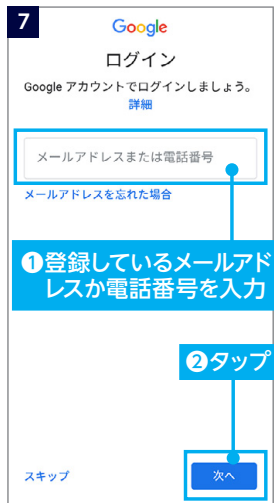 7
Google
ログイン
Google アカウントでログインしましょう。
詳細
メールアドレスまたは電話番号
メールアドレスを忘れた場合
❶登録しているメールアド
レスか電話番号を入力
❷タップ
スキップ
次へ